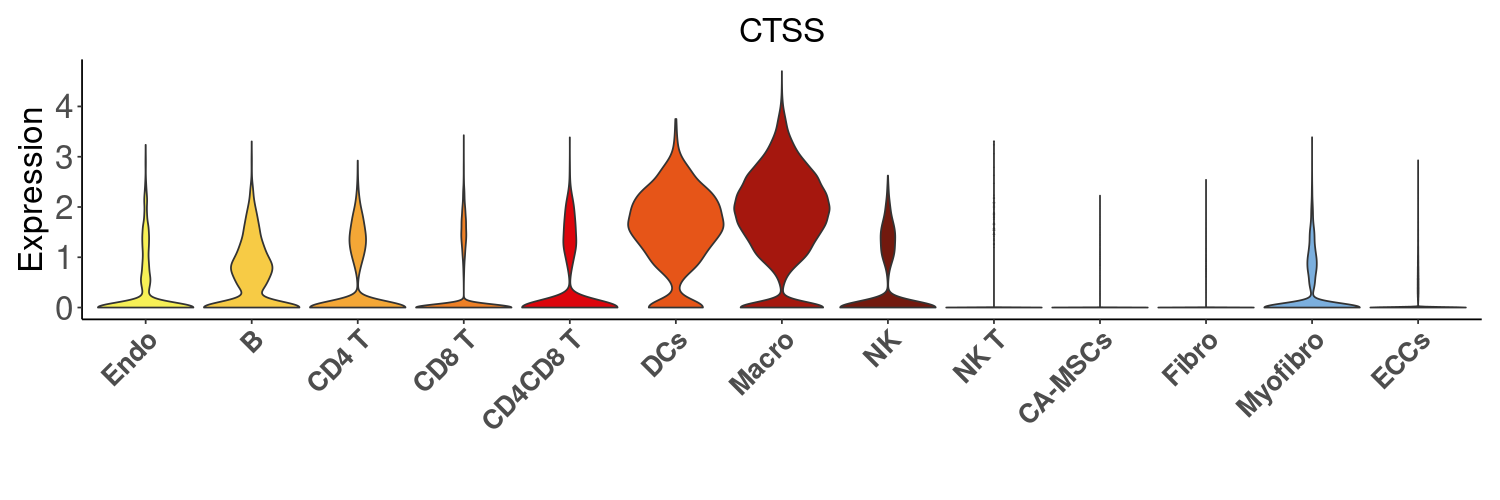 CTSS
Expression
4
3
2
1
0
Endo
B
CD4 T
CD8 T
CD4CD8 T
DCs
Macro
NK
NK T
CA-MSCs
Fibro
Myofibro
ECCs